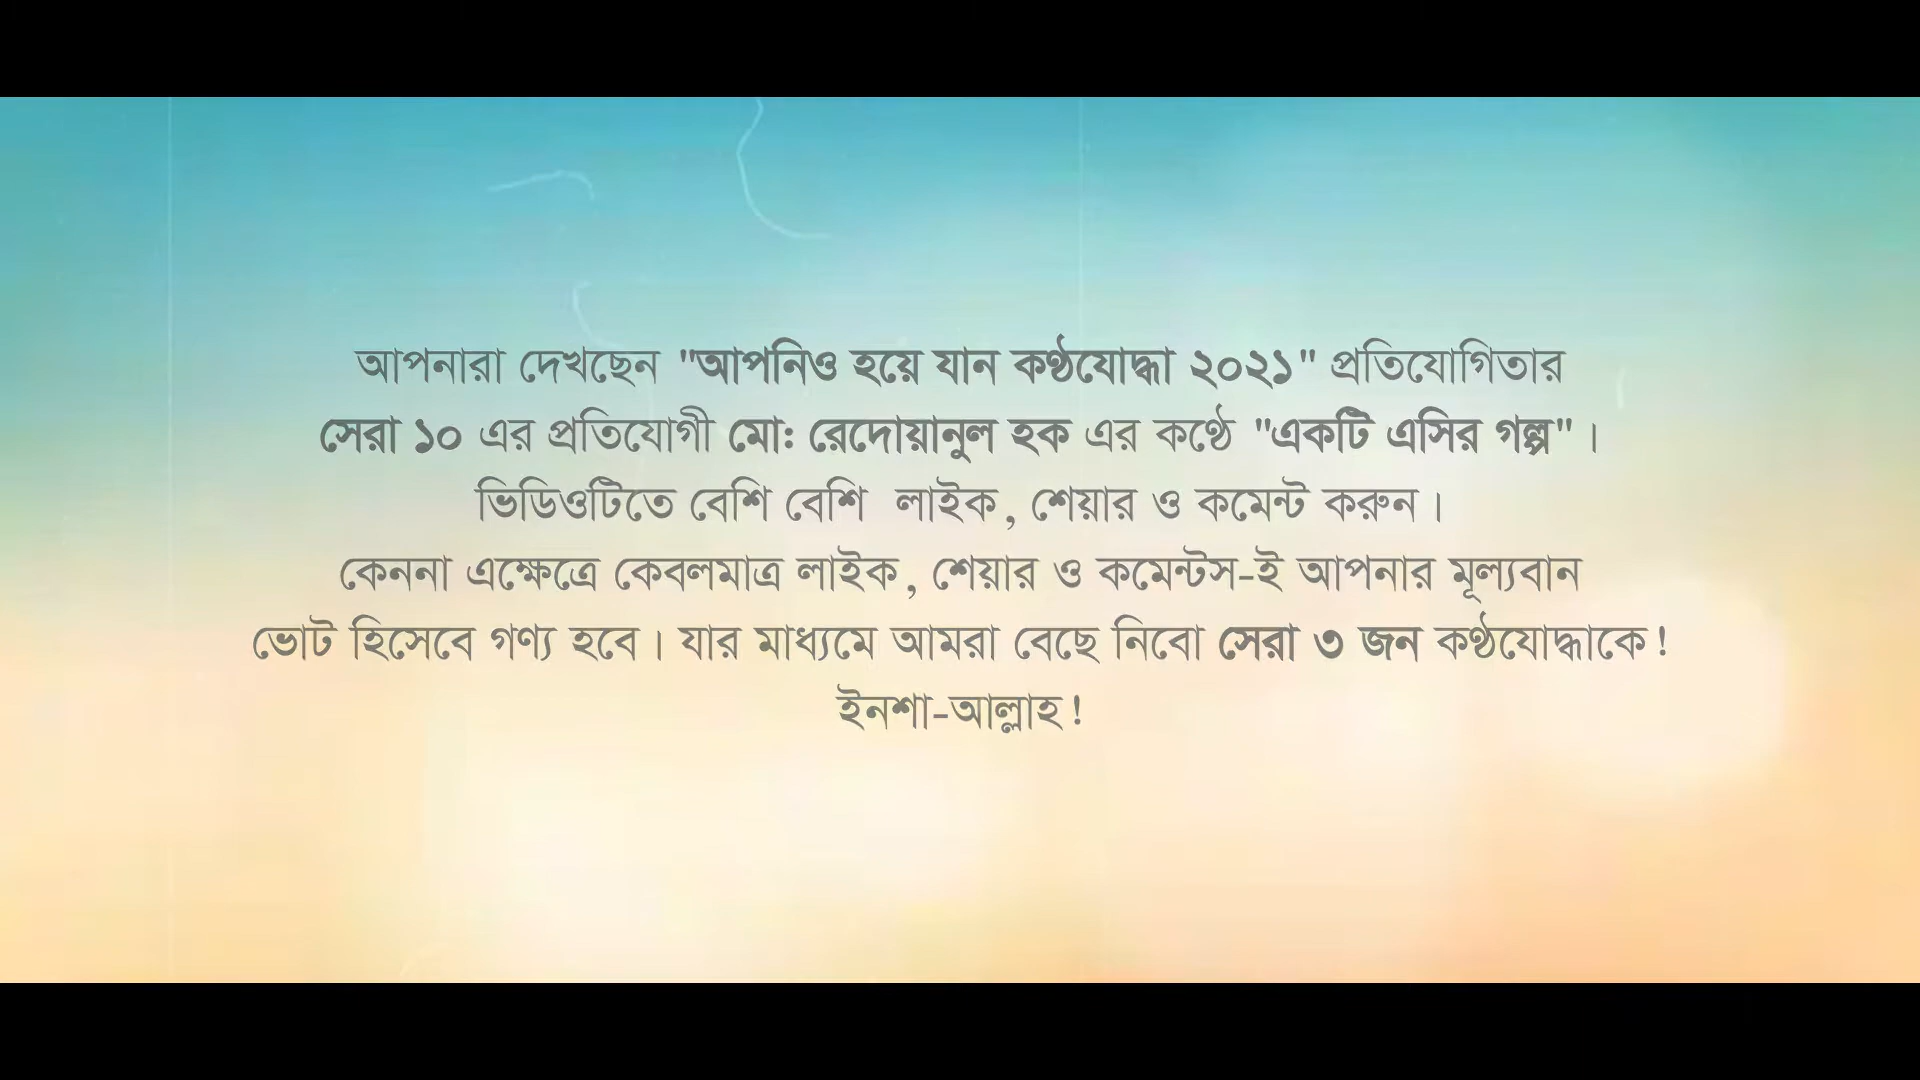 আপনারা দেখছেন "আপনিও হয়ে যান কণ্ঠযোদ্ধা ২০২১" প্রতিযোগিতার
সেরা ১০ এর প্রতিযোগী মো: রেদোয়ানুল হক এর কণ্ঠে "একটি এসির গল্প"।
ভিডিওটিতে বেশি বেশি লাইক, শেয়ার ও কমেন্ট করুন।
কেননা এক্ষেত্রে কেবলমাত্র লাইক, শেয়ার ও কমেন্টস-ই আপনার মূল্যবান
ভোট হিসেবে গণ্য হবে। যার মাধ্যমে আমরা বেছে নিবো সেরা ৩ জন কণ্ঠযোদ্ধাকে!
ইনশা-আল্লাহ!